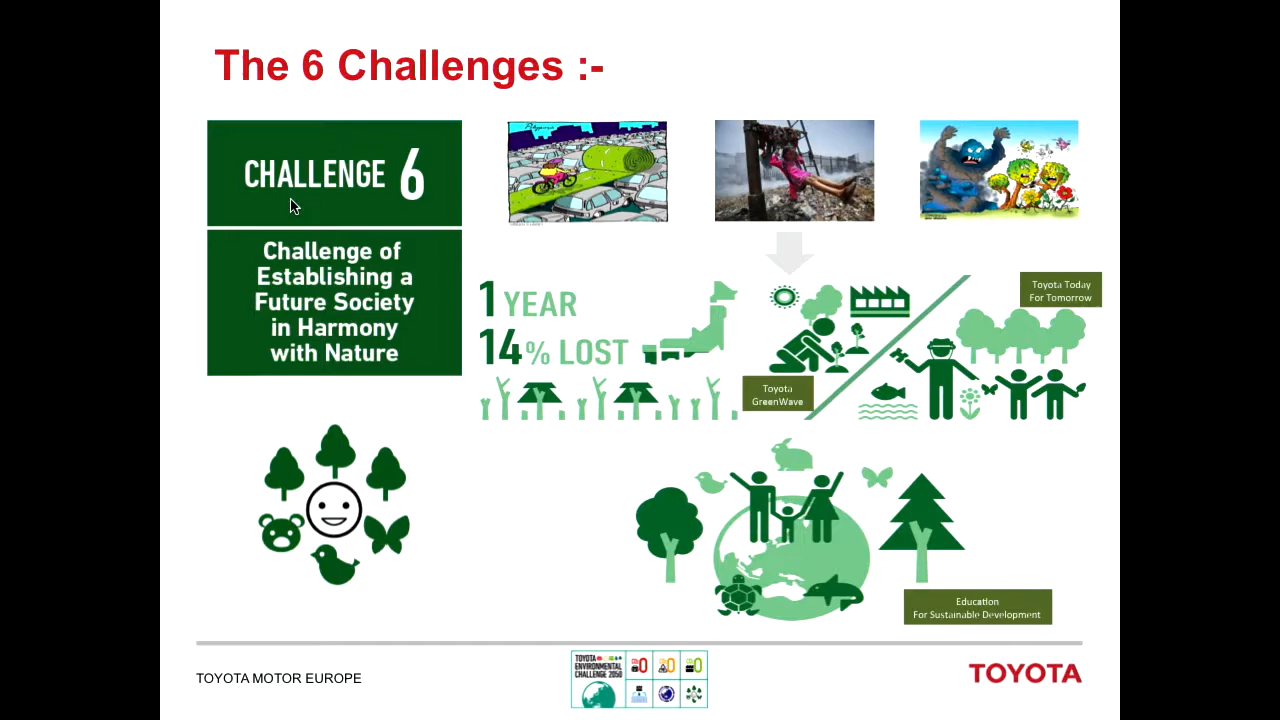 The 6 Challenges :-
CHALLENGE 6
Challenge of
Establishing a
Future Society
in Harmony
with Nature
1 YEAR
14% LOST
Toyota
GreenWave
Toyota Today
For Tomorrow
Education
For Sustainable Development
TOYOTA MOTOR EUROPE
TOYOTA
ENVIRONMENTAL
CHALLENGE 2050
TOYOTA